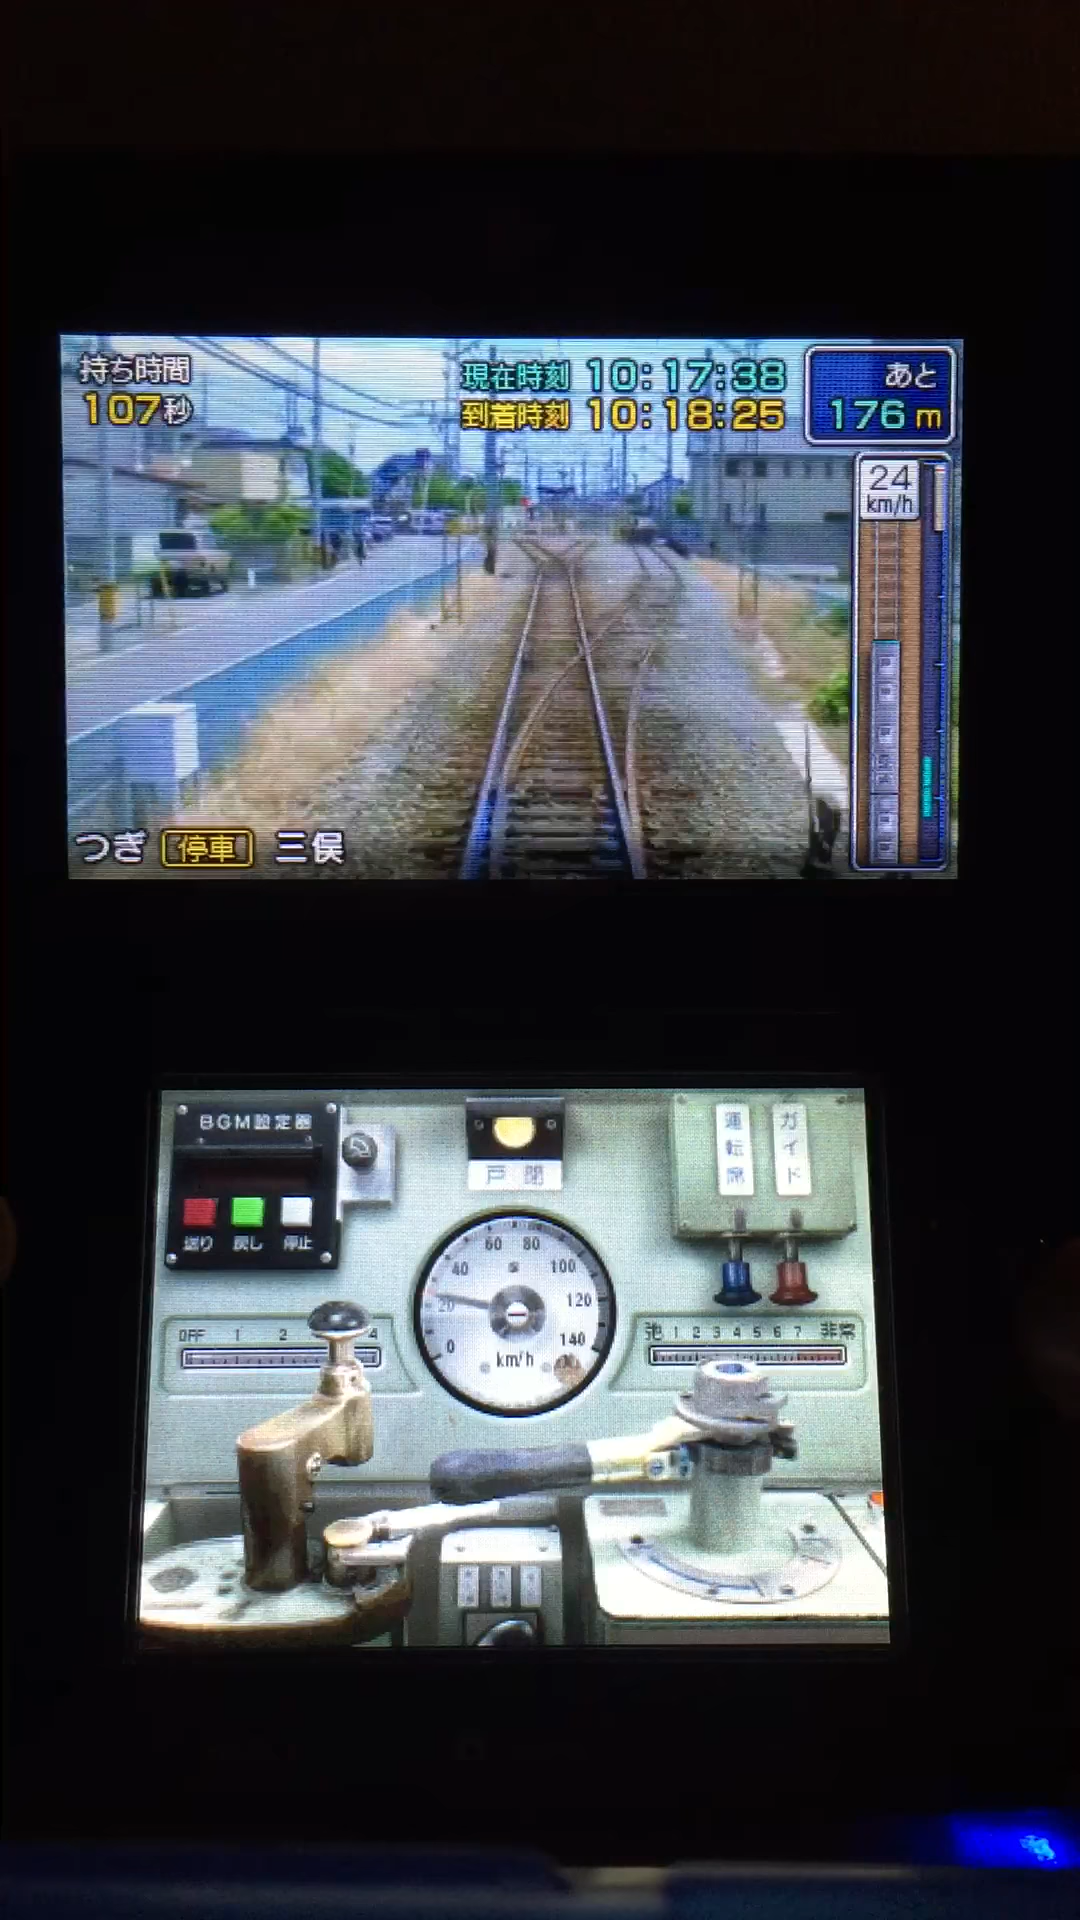 持ち時間
107秒
現在時刻 10:17:38
到着時刻 10:18:25
あと
176 m
24
km/h
つぎ 停車 三俣
BGM設定器
送り 戻し 停止
戸閉
運転席
ガイド
0 20 40 60 80 100 120 140
km/h
OFF 1 2 4
弛 1 2 3 4 5 6 7 非常